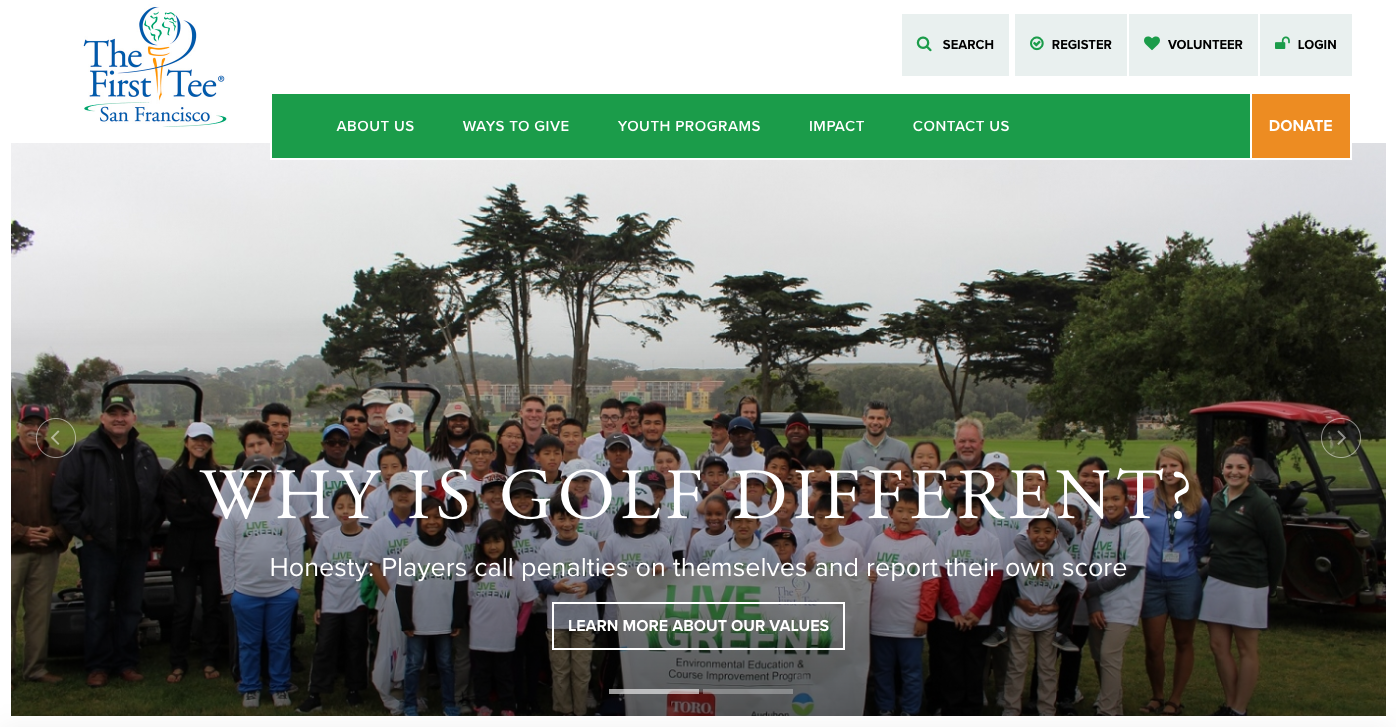 The
First Tee®
San Francisco
SEARCH
REGISTER
VOLUNTEER
LOGIN
ABOUT US
WAYS TO GIVE
YOUTH PROGRAMS
IMPACT
CONTACT US
DONATE
WHY IS GOLF DIFFERENT?
Honesty: Players call penalties on themselves and report their own score
LEARN MORE ABOUT OUR VALUES
LIVE
GREEN!
Environmental Education &
Course Improvement Program
TORO
Audubon